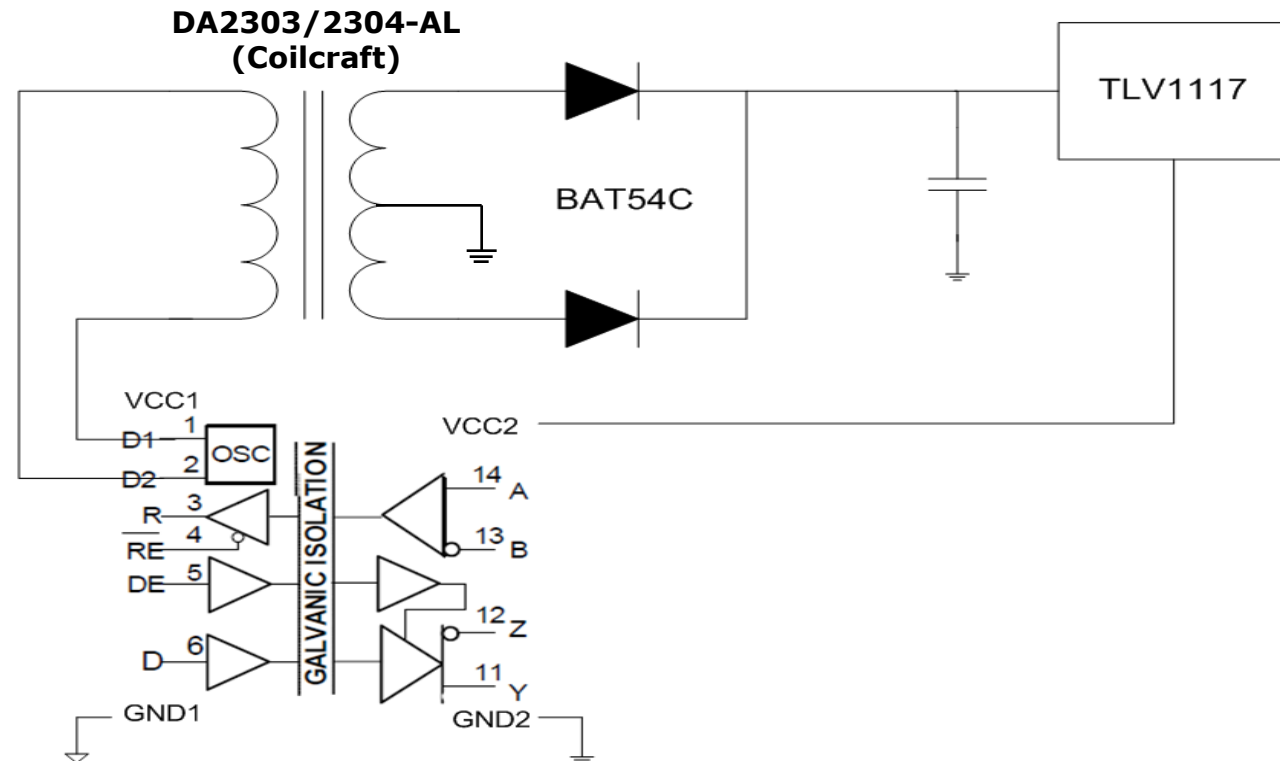 DA2303/2304-AL
(Coilcraft)
TLV1117
BAT54C
VCC1
VCC2
D1 1
OSC
D2 2
R 3
RE 4
DE 5
D 6
GALVANIC ISOLATION
14 A
13 B
12 Z
11 Y
GND1
GND2